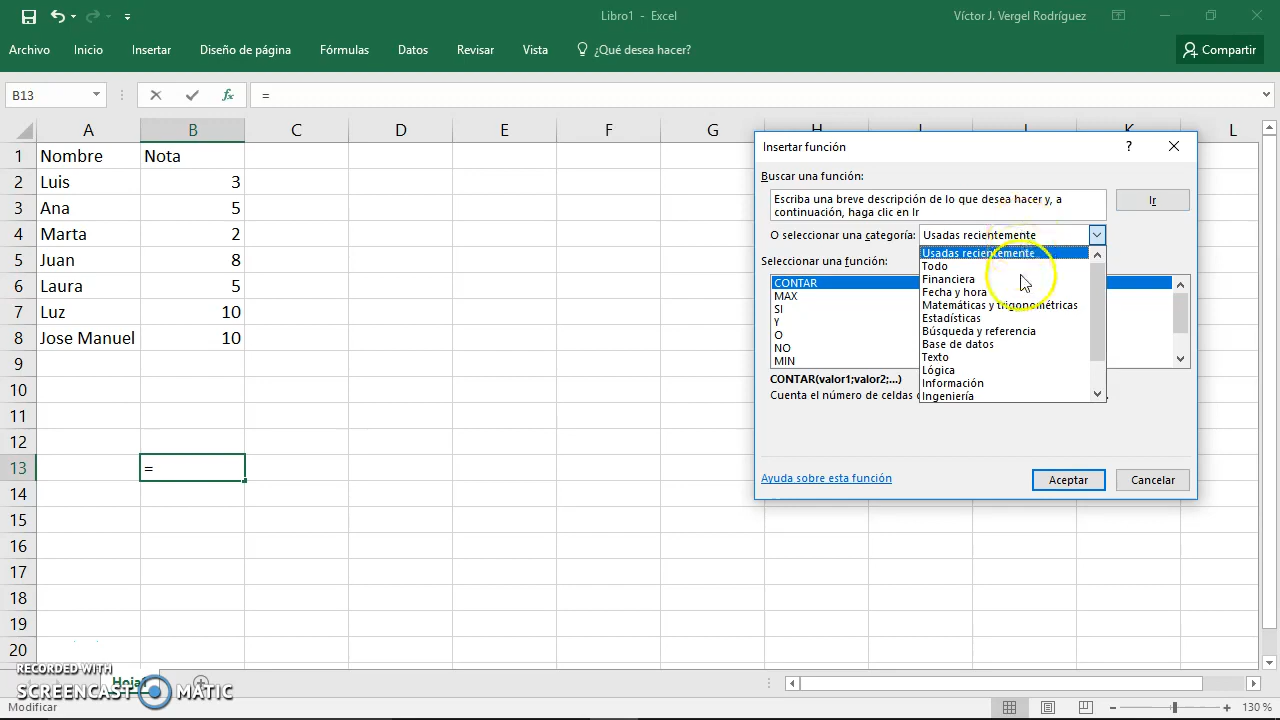 Libro1 - Excel
Víctor J. Vergel Rodríguez
Archivo Inicio Insertar Diseño de página Fórmulas Datos Revisar Vista ¿Qué desea hacer? Compartir
B13 fx =
A B C D E F G H I J K L
1 Nombre Nota
2 Luis 3
3 Ana 5
4 Marta 2
5 Juan 8
6 Laura 5
7 Luz 10
8 Jose Manuel 10
9
10
11
12
13 =
14
15
16
17
18
19
20
Insertar función ?
Buscar una función:
Escriba una breve descripción de lo que desea hacer y, a
continuación, haga clic en Ir
Ir
O seleccionar una categoría: Usadas recientemente
Usadas recientemente
Todo
Financiera
Fecha y hora
Matemáticas y trigonométricas
Estadísticas
Búsqueda y referencia
Base de datos
Texto
Lógica
Información
Ingeniería
Seleccionar una función:
CONTAR
MAX
SI
Y
O
NO
MIN
CONTAR(valor1;valor2;...)
Cuenta el número de celdas
Ayuda sobre esta función
Aceptar Cancelar
RECORDED WITH
SCREENCAST MATIC
Modificar
130 %